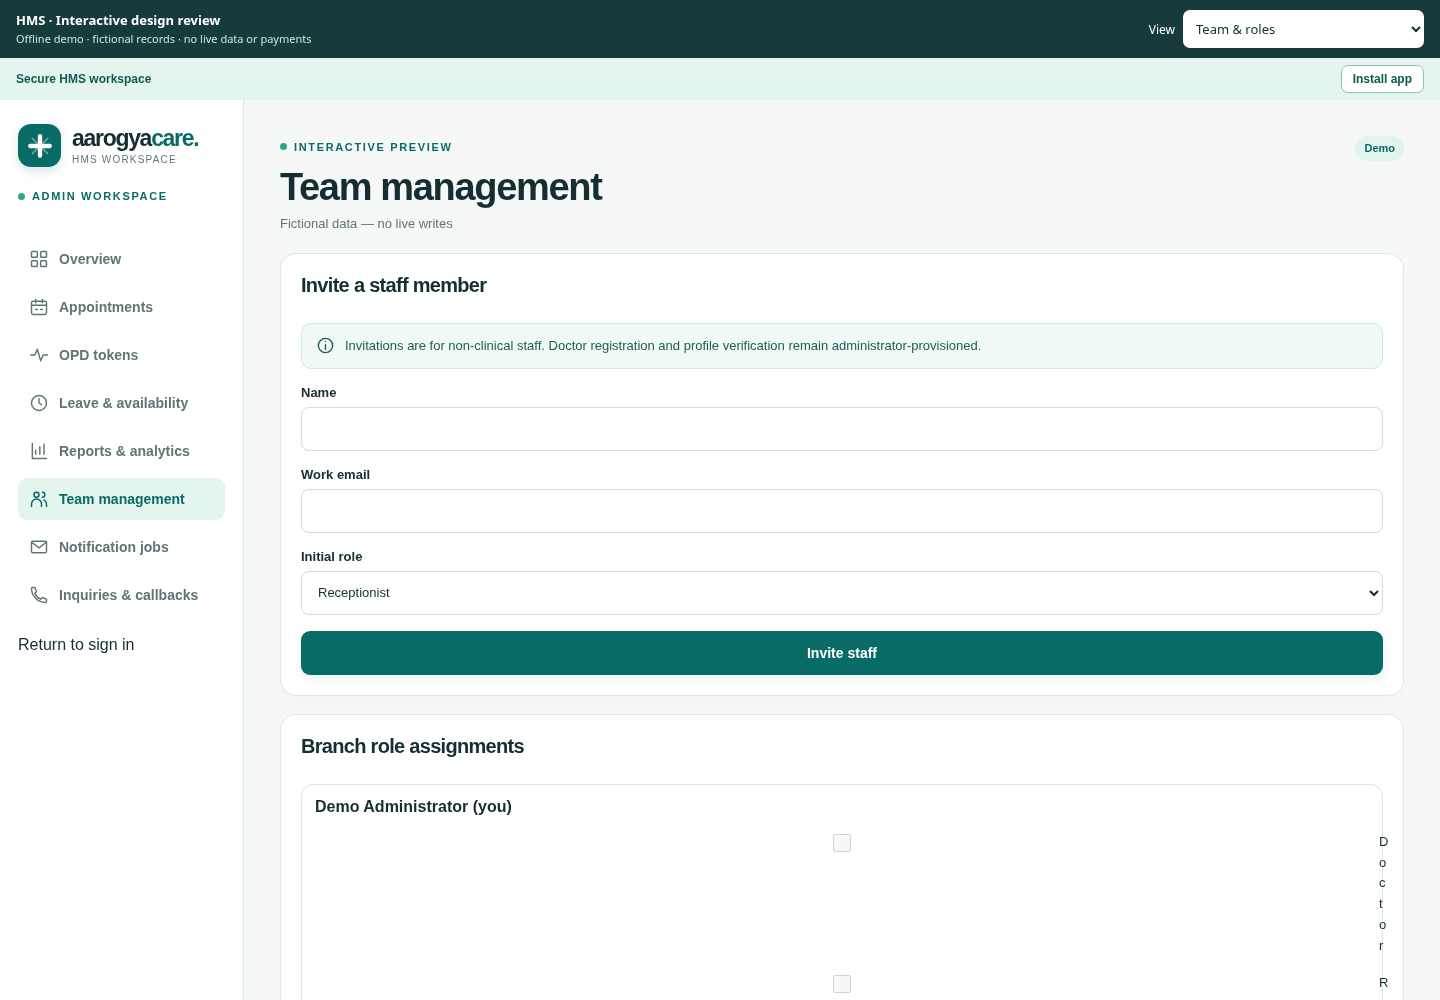 HMS · Interactive design review
Offline demo · fictional records · no live data or payments
View
Team & roles
Secure HMS workspace
Install app
aarogyacare.
HMS WORKSPACE
ADMIN WORKSPACE
Overview
Appointments
OPD tokens
Leave & availability
Reports & analytics
Team management
Notification jobs
Inquiries & callbacks
Return to sign in
INTERACTIVE PREVIEW
Demo
Team management
Fictional data — no live writes
Invite a staff member
Invitations are for non-clinical staff. Doctor registration and profile verification remain administrator-provisioned.
Name
Work email
Initial role
Receptionist
Invite staff
Branch role assignments
Demo Administrator (you)
D
o
c
t
o
r
R